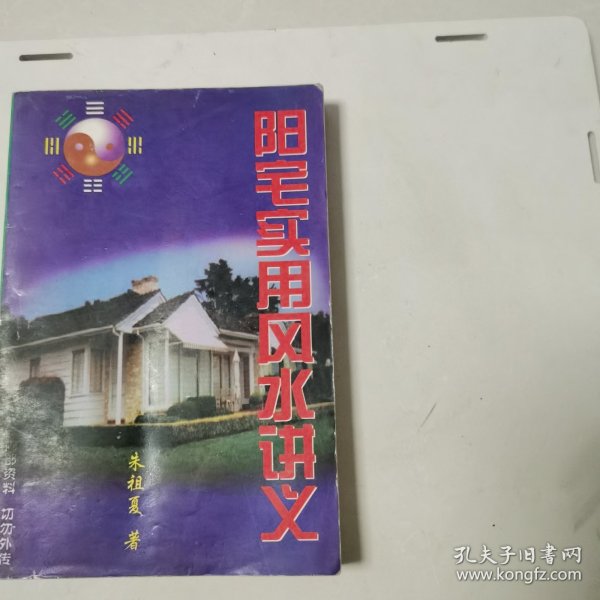 阳宅实用风水讲义
朱祖夏 著
部资料 切勿外传
孔夫子旧书网
www.kongfz.com